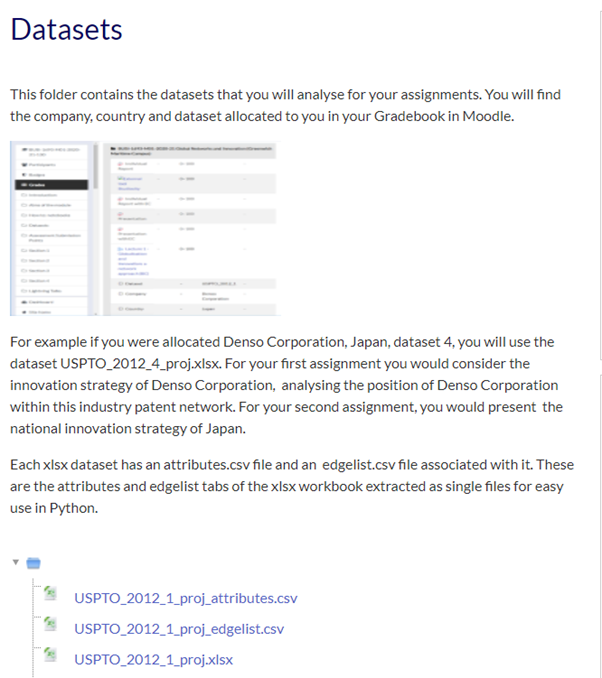 Datasets
This folder contains the datasets that you will analyse for your assignments. You will find
the company, country and dataset allocated to you in your Gradebook in Moodle.
Grades
For example if you were allocated Denso Corporation, Japan, dataset 4, you will use the
dataset USPTO_2012_4_proj.xlsx. For your first assignment you would consider the
innovation strategy of Denso Corporation, analysing the position of Denso Corporation
within this industry patent network. For your second assignment, you would present the
national innovation strategy of Japan.
Each xlsx dataset has an attributes.csv file and an edgelist.csv file associated with it. These
are the attributes and edgelist tabs of the xlsx workbook extracted as single files for easy
use in Python.
USPTO_2012_1_proj_attributes.csv
USPTO_2012_1_proj_edgelist.csv
USPTO_2012_1_proj.xlsx